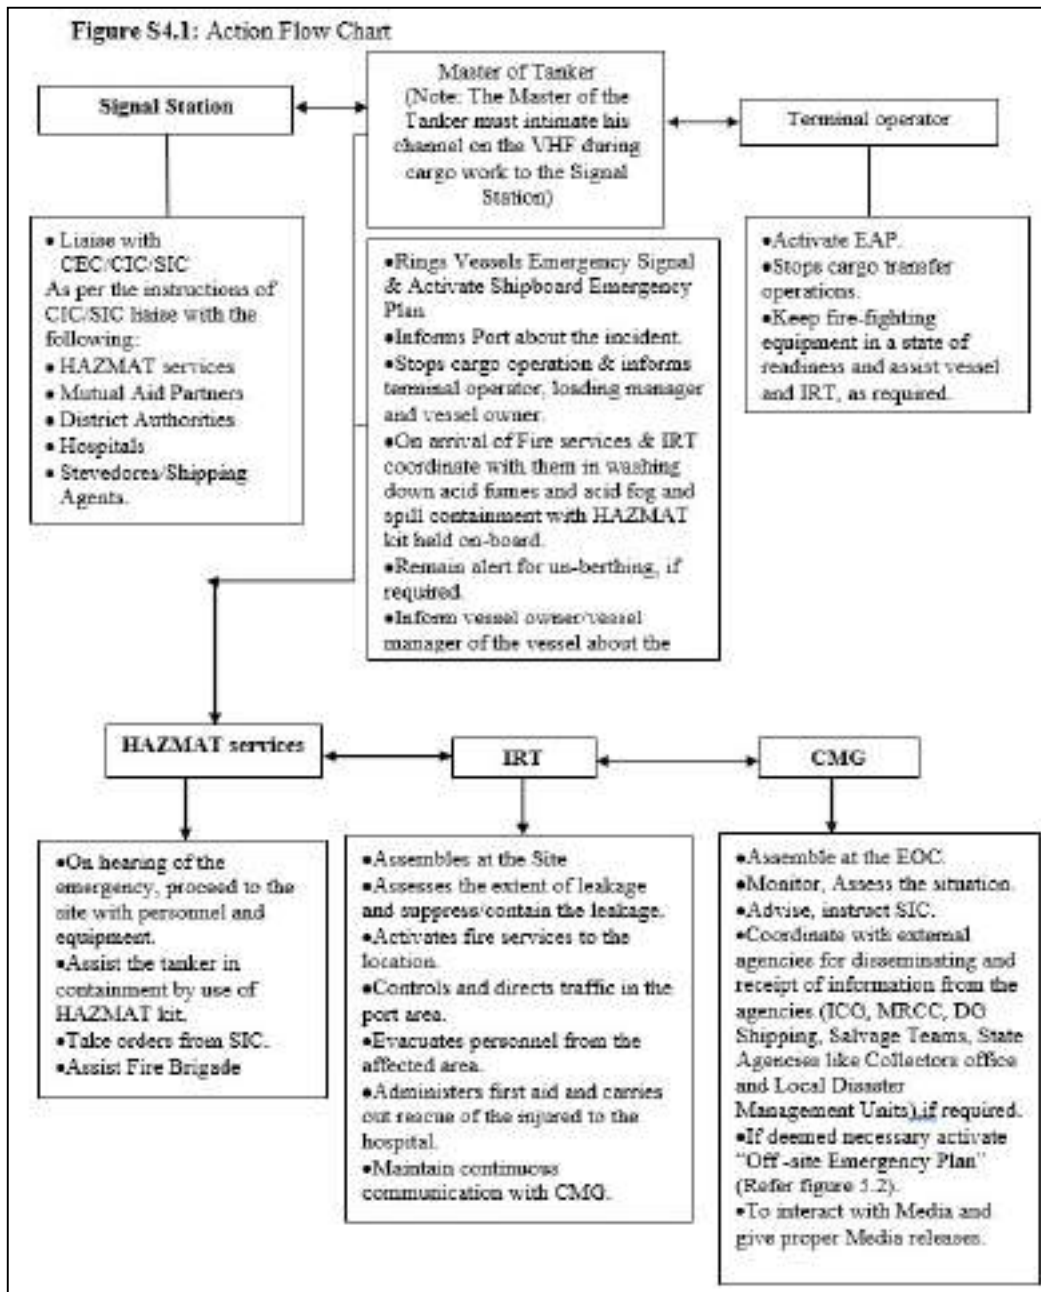 Figure S4.1: Action Flow Chart
Signal Station
Master of Tanker
(Note: The Master of the
Tanker must intimate his
channel on the VHF during
cargo work to the Signal
Station)
Terminal operator
• Liaise with
CEC/CIC/SIC
As per the instructions of
CIC/SIC liaise with the
following:
• HAZMAT services
• Mutual Aid Partners
• District Authorities
• Hospitals
• Stevedores/Shipping
Agents.
•Rings Vessels Emergency Signal
& Activate Shipboard Emergency
Plan
•Informs Port about the incident.
•Stops cargo operation & informs
terminal operator, loading manager
and vessel owner.
•On arrival of Fire services & IRT
coordinate with them in washing
down acid fumes and acid fog and
spill containment with HAZMAT
kit held on-board.
•Remain alert for un-berthing, if
required.
•Inform vessel owner/vessel
manager of the vessel about the
•Activate EAP.
•Stops cargo transfer
operations.
•Keep fire-fighting
equipment in a state of
readiness and assist vessel
and IRT, as required.
HAZMAT services
IRT
CMG
•On hearing of the
emergency, proceed to the
site with personnel and
equipment.
•Assist the tanker in
containment by use of
HAZMAT kit.
•Take orders from SIC.
•Assist Fire Brigade
•Assembles at the Site
•Assesses the extent of leakage
and suppress/contain the leakage.
•Activates fire services to the
location.
•Controls and directs traffic in the
port area.
•Evacuates personnel from the
affected area.
•Administers first aid and carries
out rescue of the injured to the
hospital.
•Maintain continuous
communication with CMG.
•Assemble at the EOC.
•Monitor, Assess the situation.
•Advise, instruct SIC.
•Coordinate with external
agencies for disseminating and
receipt of information from the
agencies (ICG, MRCC, DG
Shipping, Salvage Teams, State
Agencies like Collectors office
and Local Disaster
Management Units),if required.
•If deemed necessary activate
"Off -site Emergency Plan"
(Refer figure 5.2).
•To interact with Media and
give proper Media releases.